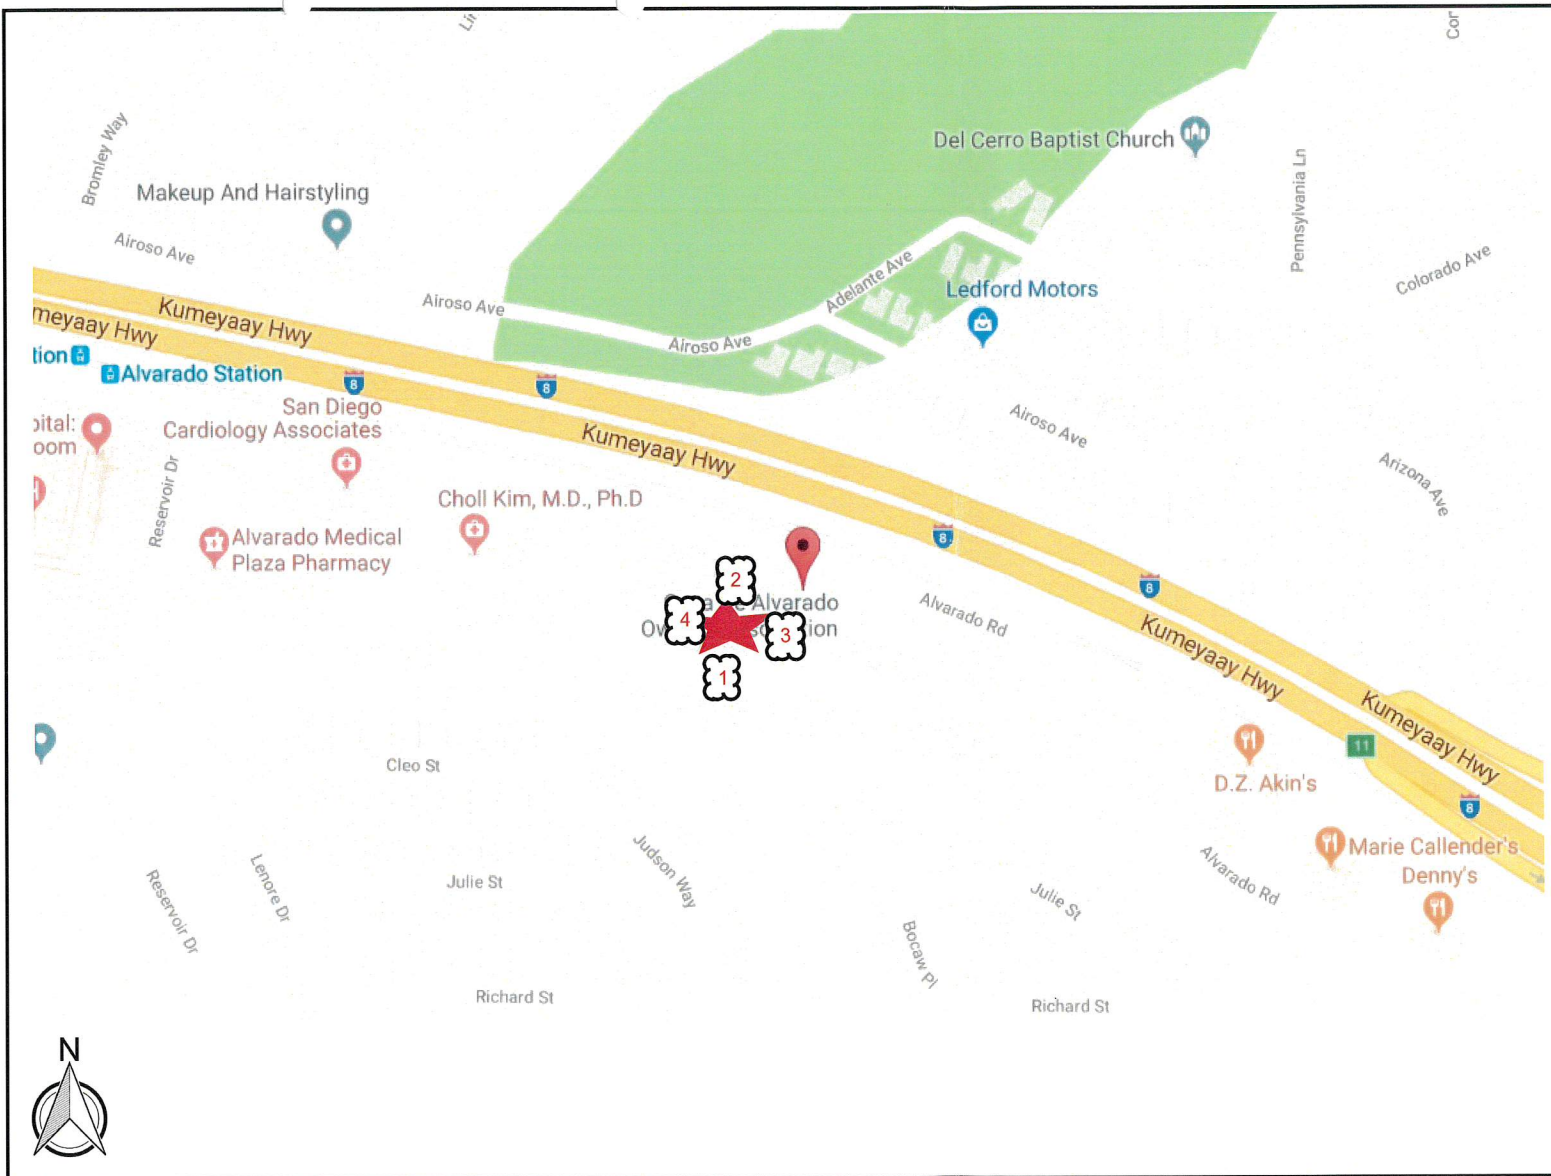 Del Cerro Baptist Church
Bromley Way
Pennsylvania Ln
Makeup And Hairstyling
Airoso Ave
Colorado Ave
Adelante Ave
Ledford Motors
Airoso Ave
Kumeyaay Hwy
meyaay Hwy
Airoso Ave
tion
Alvarado Station
8
8
San Diego
Cardiology Associates
pital:
oom
Airoso Ave
Kumeyaay Hwy
Arizona Ave
Reservoir Dr
Choll Kim, M.D., Ph.D
Alvarado Medical
Plaza Pharmacy
8
2
8
Alvarado
4
3
ion
Alvarado Rd
Kumeyaay Hwy
1
Kumeyaay Hwy
11
Cleo St
D.Z. Akin's
8
Marie Callender's
Denny's
Judson Way
Julie St
Lenore Dr
Reservoir Dr
Julie St
Alvarado Rd
Bocaw Pl
Richard St
Richard St
N